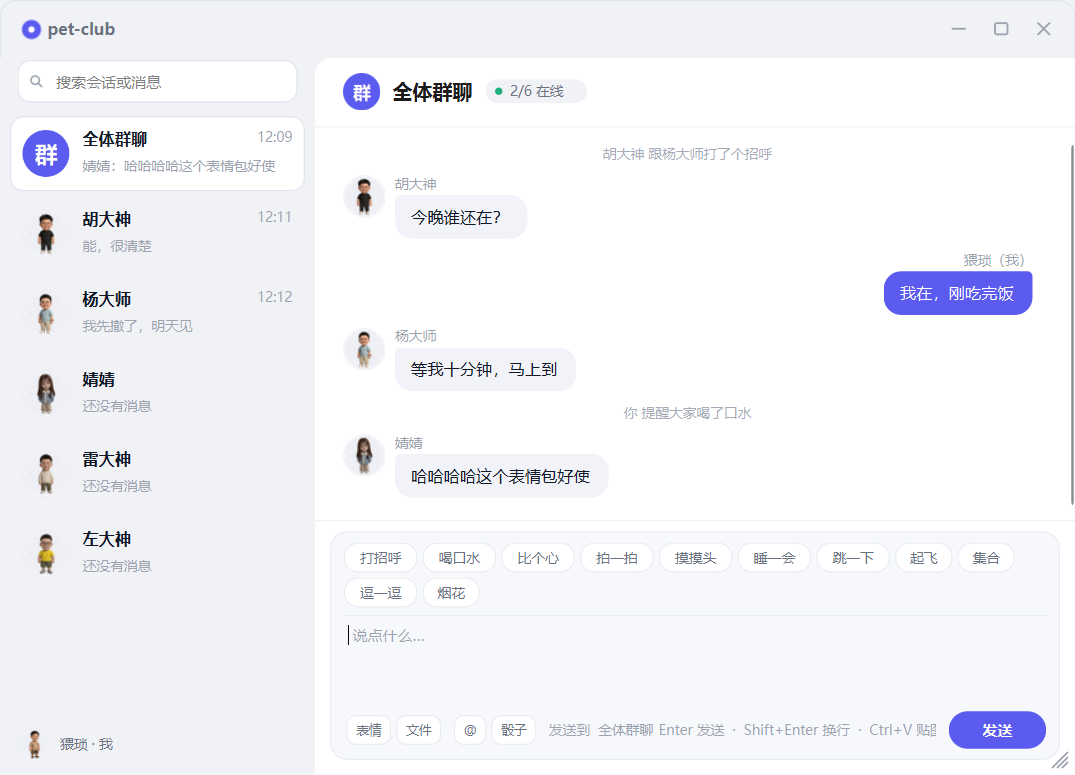 pet-club
搜索会话或消息
全体群聊 12:09
婧婧：哈哈哈哈这个表情包好使
胡大神 12:11
能，很清楚
杨大师 12:12
我先撤了，明天见
婧婧
还没有消息
雷大神
还没有消息
左大神
还没有消息
猥琐 · 我
群 全体群聊 2/6 在线
胡大神 跟杨大师打了个招呼
胡大神
今晚谁还在？
猥琐（我）
我在，刚吃完饭
杨大师
等我十分钟，马上到
你 提醒大家喝了口水
婧婧
哈哈哈哈这个表情包好使
打招呼 喝口水 比个心 拍一拍 摸摸头 睡一会 跳一下 起飞 集合
逗一逗 烟花
说点什么...
表情 文件 @ 骰子 发送到 全体群聊 Enter 发送 · Shift+Enter 换行 · Ctrl+V 贴图 发送